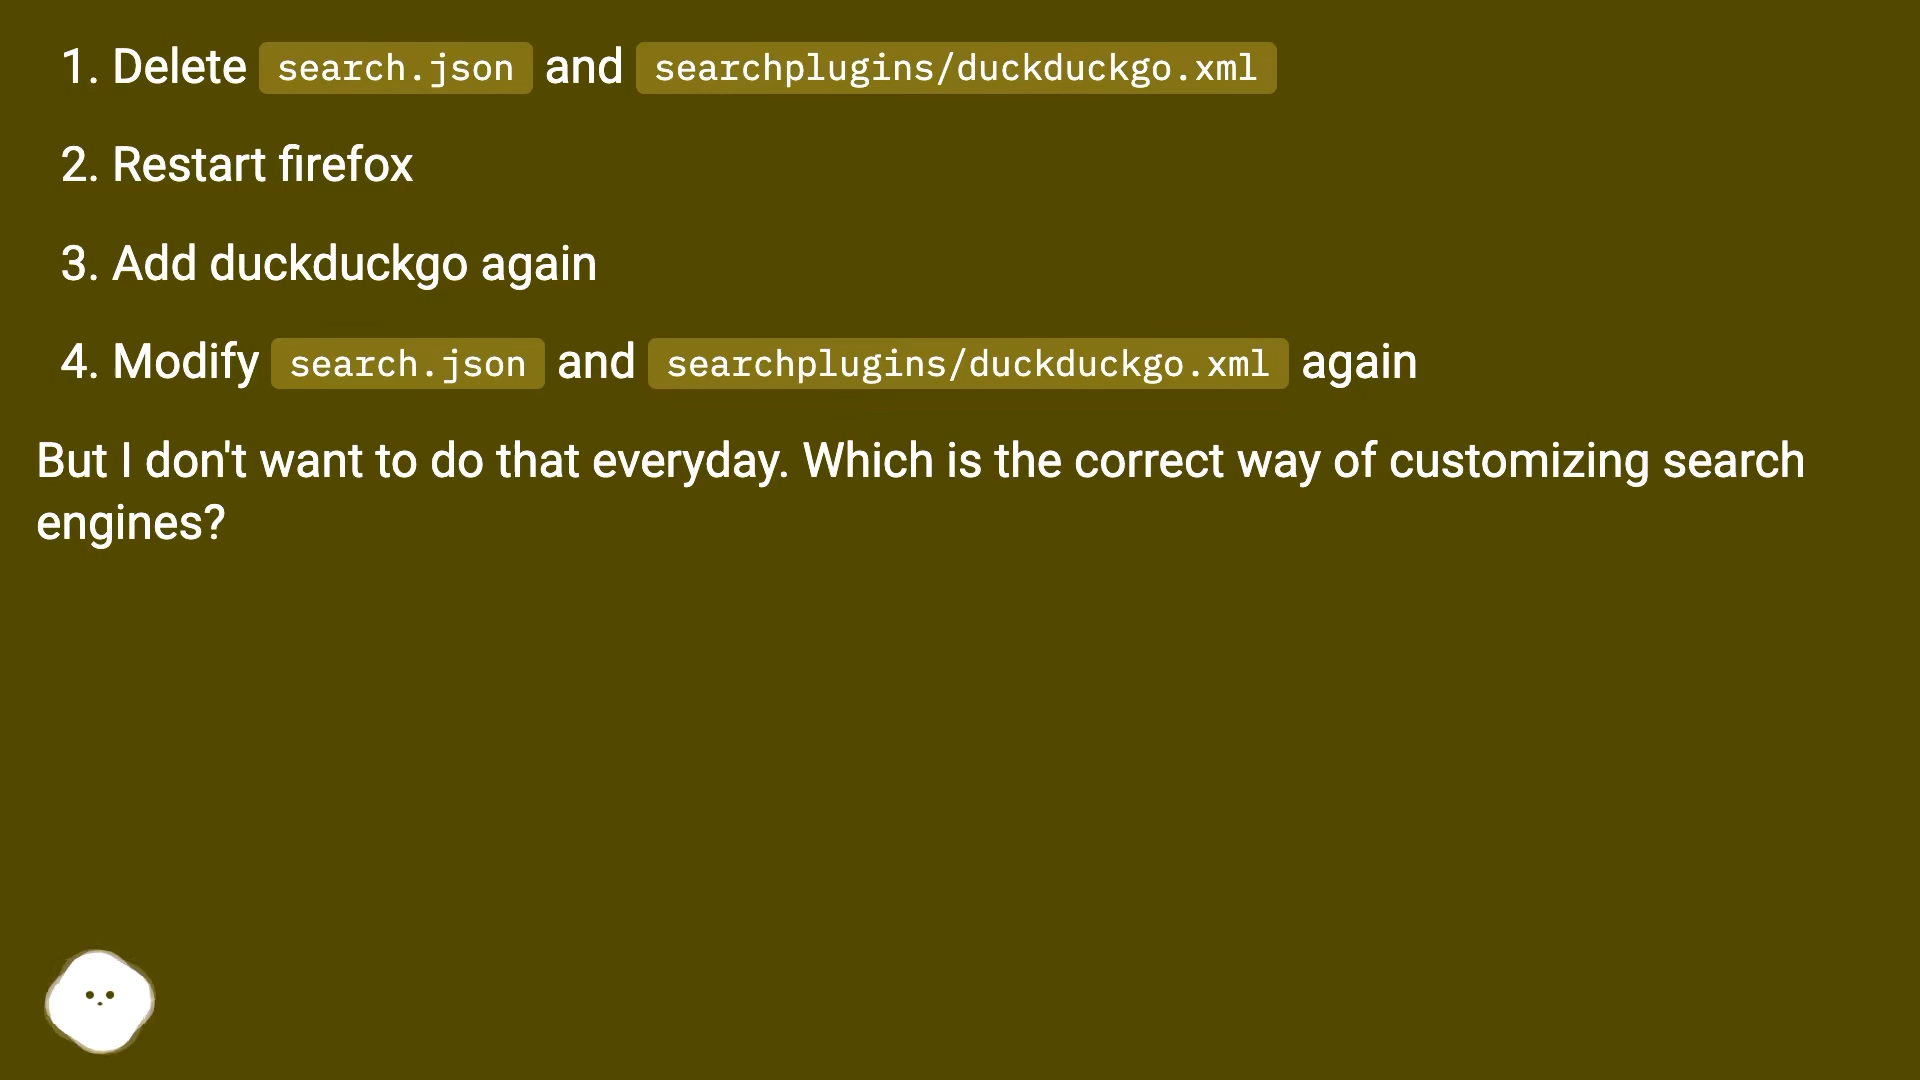 1. Delete search.json and searchplugins/duckduckgo.xml
2. Restart firefox
3. Add duckduckgo again
4. Modify search.json and searchplugins/duckduckgo.xml again
But I don't want to do that everyday. Which is the correct way of customizing search
engines?